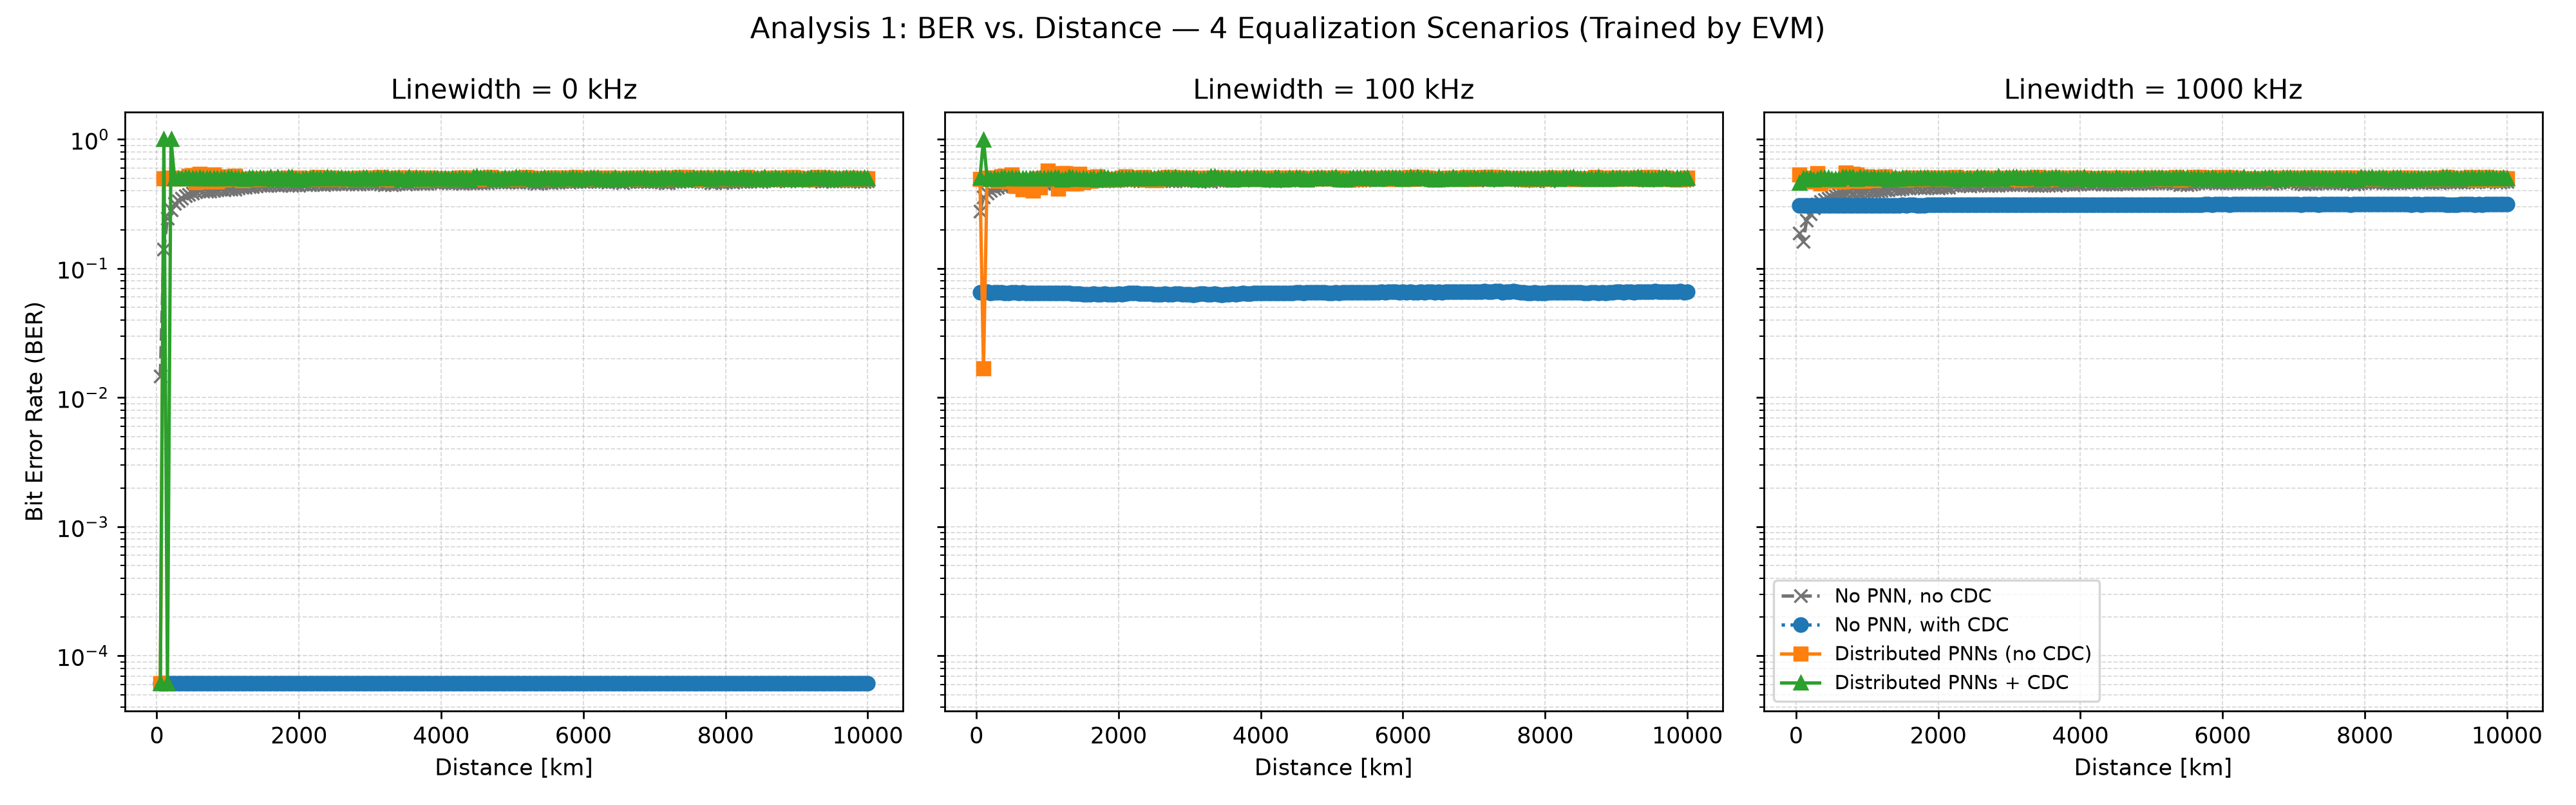 Analysis 1: BER vs. Distance — 4 Equalization Scenarios (Trained by EVM)
Linewidth = 0 kHz
Linewidth = 100 kHz
Linewidth = 1000 kHz
Bit Error Rate (BER)
10⁰
10⁻¹
10⁻²
10⁻³
10⁻⁴
0 2000 4000 6000 8000 10000
0 2000 4000 6000 8000 10000
0 2000 4000 6000 8000 10000
Distance [km]
Distance [km]
Distance [km]
No PNN, no CDC
No PNN, with CDC
Distributed PNNs (no CDC)
Distributed PNNs + CDC